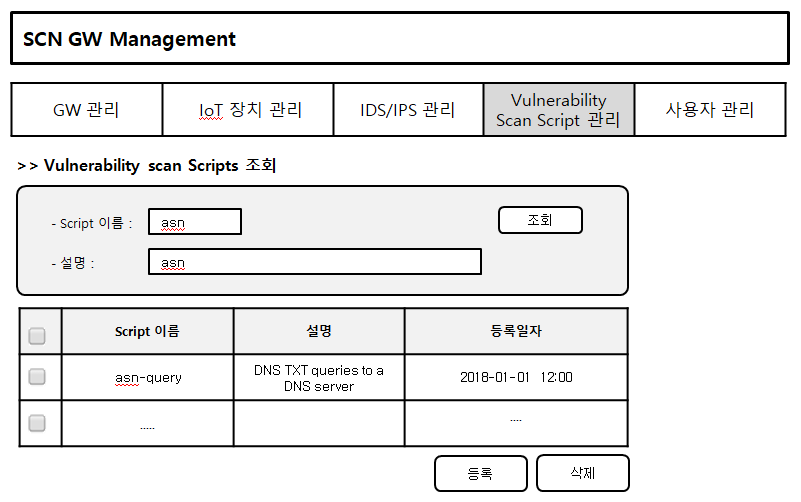 SCN GW Management
GW 관리
IoT 장치 관리
IDS/IPS 관리
Vulnerability
Scan Script 관리
사용자 관리
>> Vulnerability scan Scripts 조회
- Script 이름 :
asn
조회
- 설명 :
asn
Script 이름
설명
등록일자
asn-query
DNS TXT queries to a
DNS server
2018-01-01 12:00
.....
....
등록
삭제